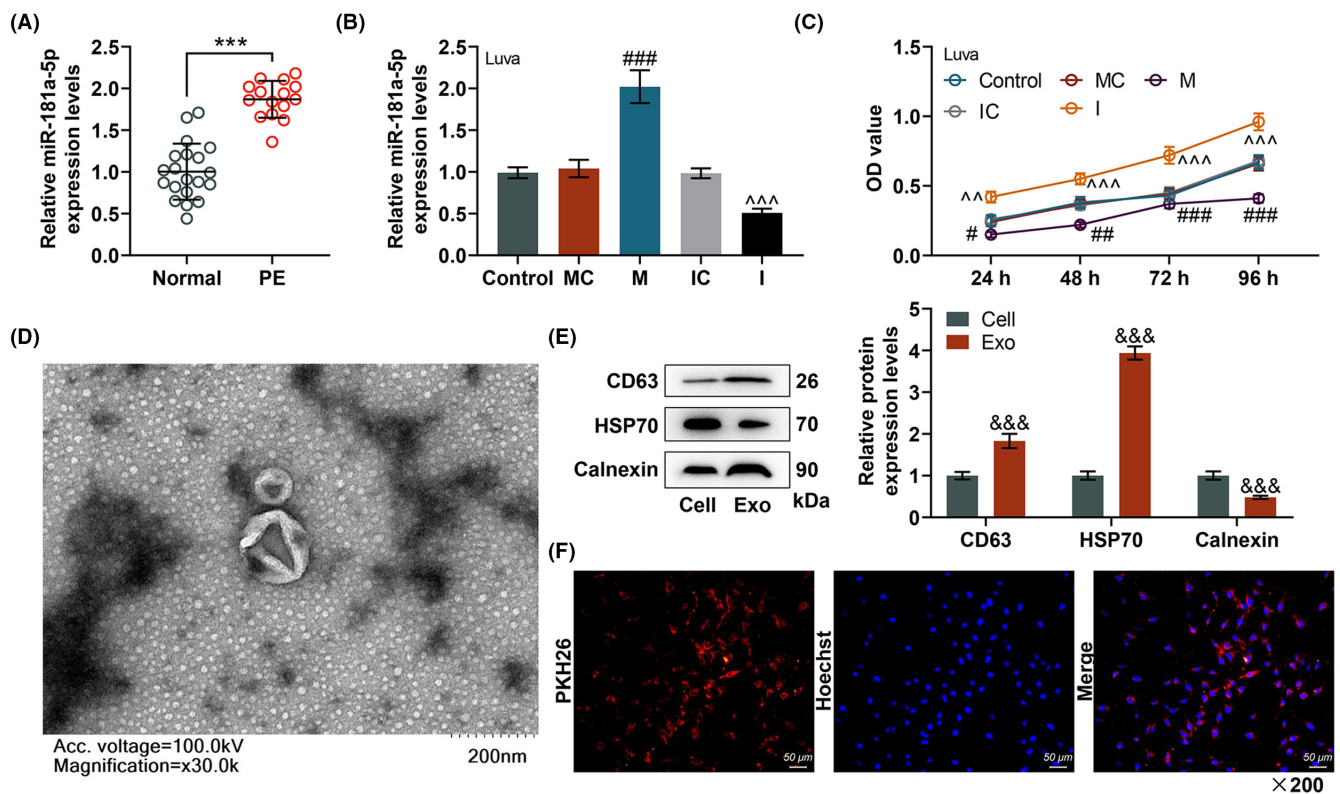 (A)
Relative miR-181a-5p
expression levels
2.5
2.0
1.5
1.0
0.5
0.0
***
Normal
PE
(B)
Relative miR-181a-5p
expression levels
2.5
2.0
1.5
1.0
0.5
0.0
Luva
###
^^^
Control
MC
M
IC
I
(C)
OD value
1.5
1.0
0.5
0.0
Luva
Control
MC
M
IC
I
^^
^^^
^^^
^^^
#
##
###
###
24 h
48 h
72 h
96 h
(D)
Acc. voltage=100.0kV
Magnification=x30.0k
200nm
(E)
CD63
26
HSP70
70
Calnexin
90
Cell
Exo
kDa
Relative protein
expression levels
5
4
3
2
1
0
Cell
Exo
&&&
&&&
&&&
CD63
HSP70
Calnexin
(F)
PKH26
50 μm
Hoechst
50 μm
Merge
50 μm
×200